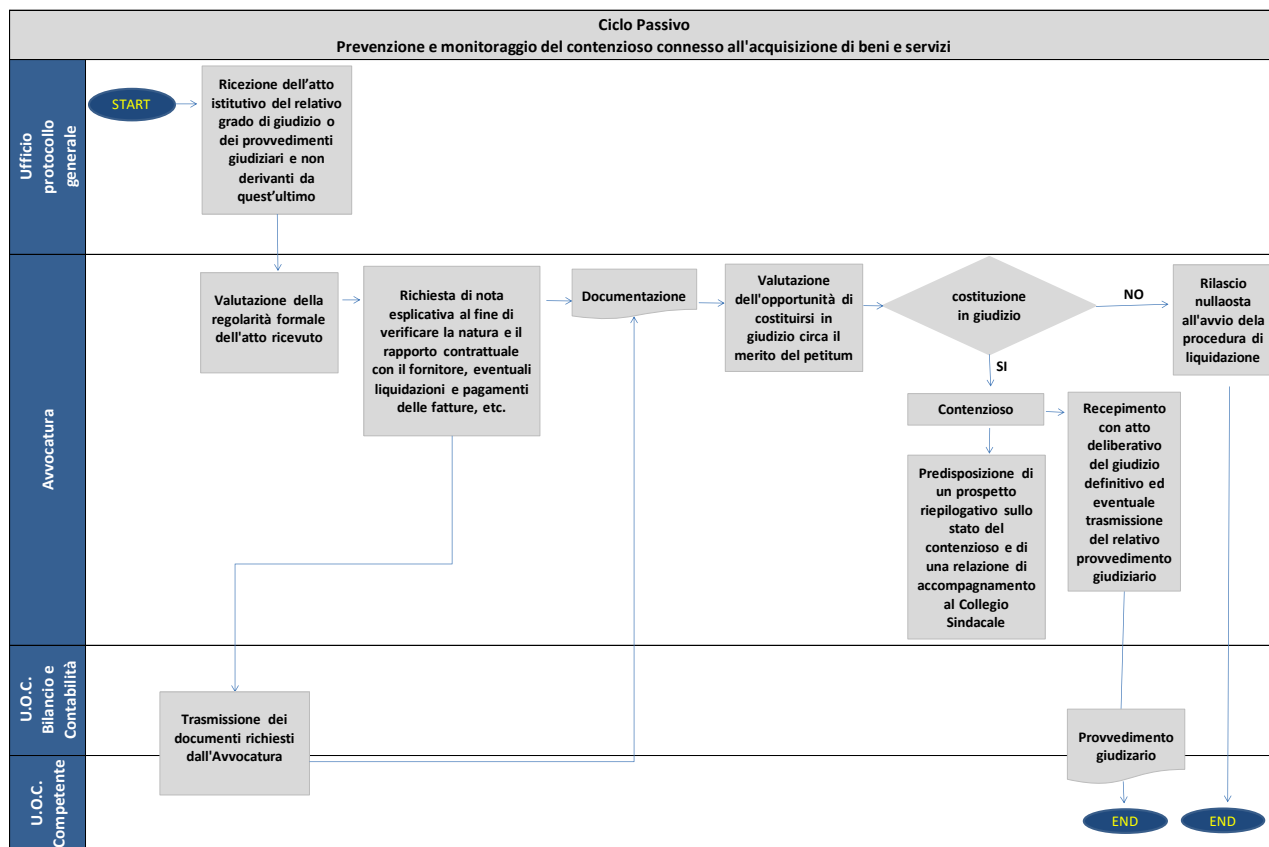 Ciclo Passivo
Prevenzione e monitoraggio del contenzioso connesso all'acquisizione di beni e servizi
Ufficio
protocollo
generale
START
Ricezione dell'atto
istitutivo del relativo
grado di giudizio o
dei provvedimenti
giudiziari e non
derivanti da
quest'ultimo
Avvocatura
Valutazione della
regolarità formale
dell'atto ricevuto
Richiesta di nota
esplicativa al fine di
verificare la natura e il
rapporto contrattuale
con il fornitore, eventuali
liquidazioni e pagamenti
delle fatture, etc.
Documentazione
Valutazione
dell'opportunità di
costituirsi in
giudizio circa il
merito del petitum
costituzione
in giudizio
NO
Rilascio
nullaosta
all'avvio dela
procedura di
liquidazione
SI
Contenzioso
Recepimento
con atto
deliberativo
del giudizio
definitivo ed
eventuale
trasmissione
del relativo
provvedimento
giudiziario
Predisposizione di
un prospetto
riepilogativo sullo
stato del
contenzioso e di
una relazione di
accompagnamento
al Collegio
Sindacale
U.O.C.
Bilancio e
Contabilità
Trasmissione dei
documenti richiesti
dall'Avvocatura
Provvedimento
giudizario
U.O.C.
Competente
END
END